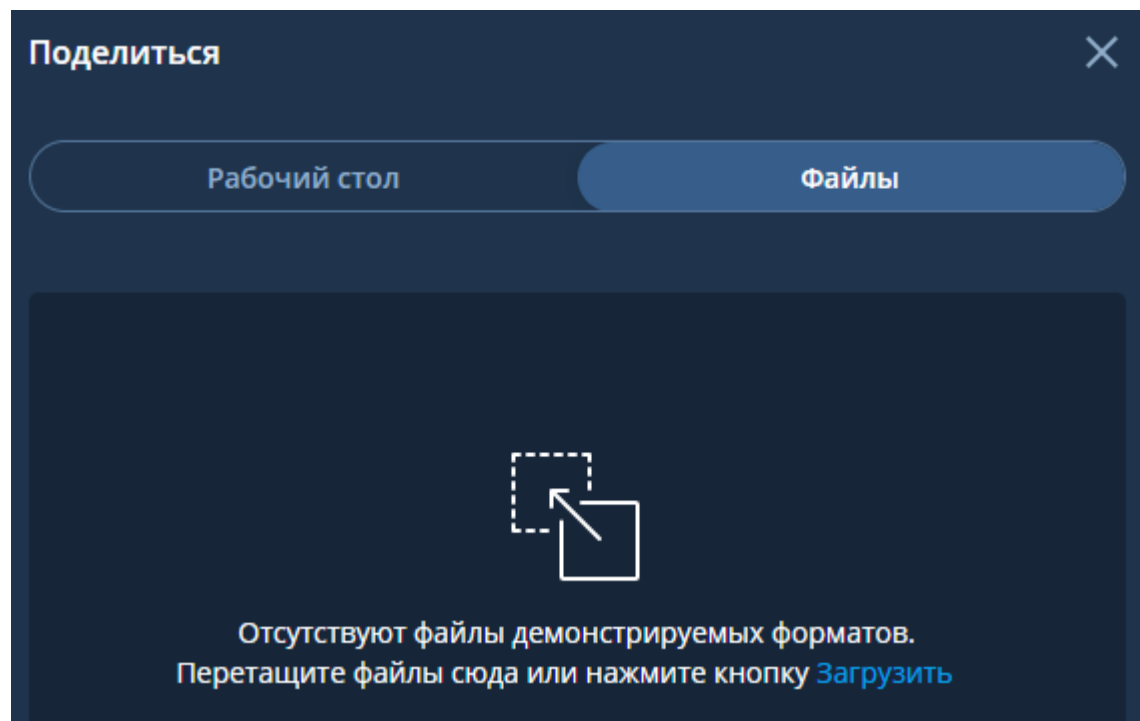 Поделиться
Рабочий стол
Файлы
Отсутствуют файлы демонстрируемых форматов.
Перетащите файлы сюда или нажмите кнопку Загрузить